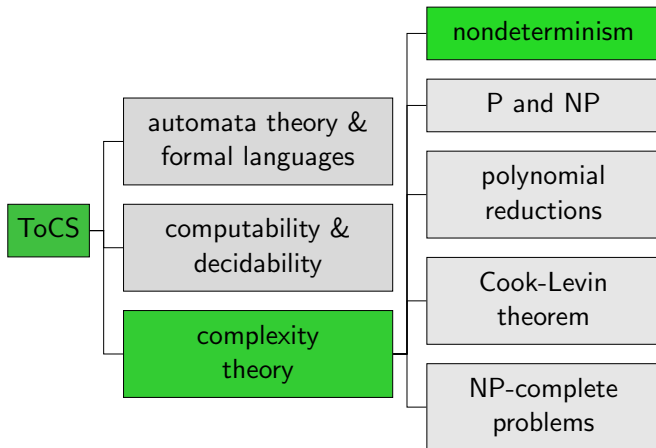 ToCS
automata theory &
formal languages
computability &
decidability
complexity
theory
nondeterminism
P and NP
polynomial
reductions
Cook-Levin
theorem
NP-complete
problems